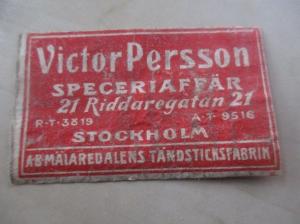 Victor Persson
SPECERIAFFÄR
21 Riddaregatan 21
R-T-3819 A-T-9516
STOCKHOLM
A.B. MÄLAREDALENS TÄNDSTICKSFABRIK